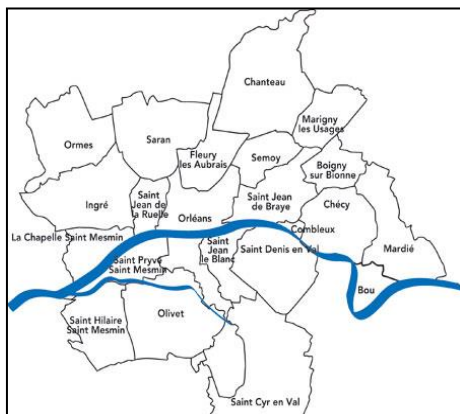 Chanteau
Marigny
les Usages
Ormes
Saran
Fleury
les Aubrais
Semoy
Boigny
sur Bionne
Ingré
Saint
Jean de
la Ruelle
Orléans
Saint Jean
de Braye
Chécy
Combleux
La Chapelle Saint Mesmin
Saint Pryvé
Saint Mesmin
Saint
Jean
le Blanc
Saint Denis en Val
Mardié
Bou
Saint Hilaire
Saint Mesmin
Olivet
Saint Cyr en Val